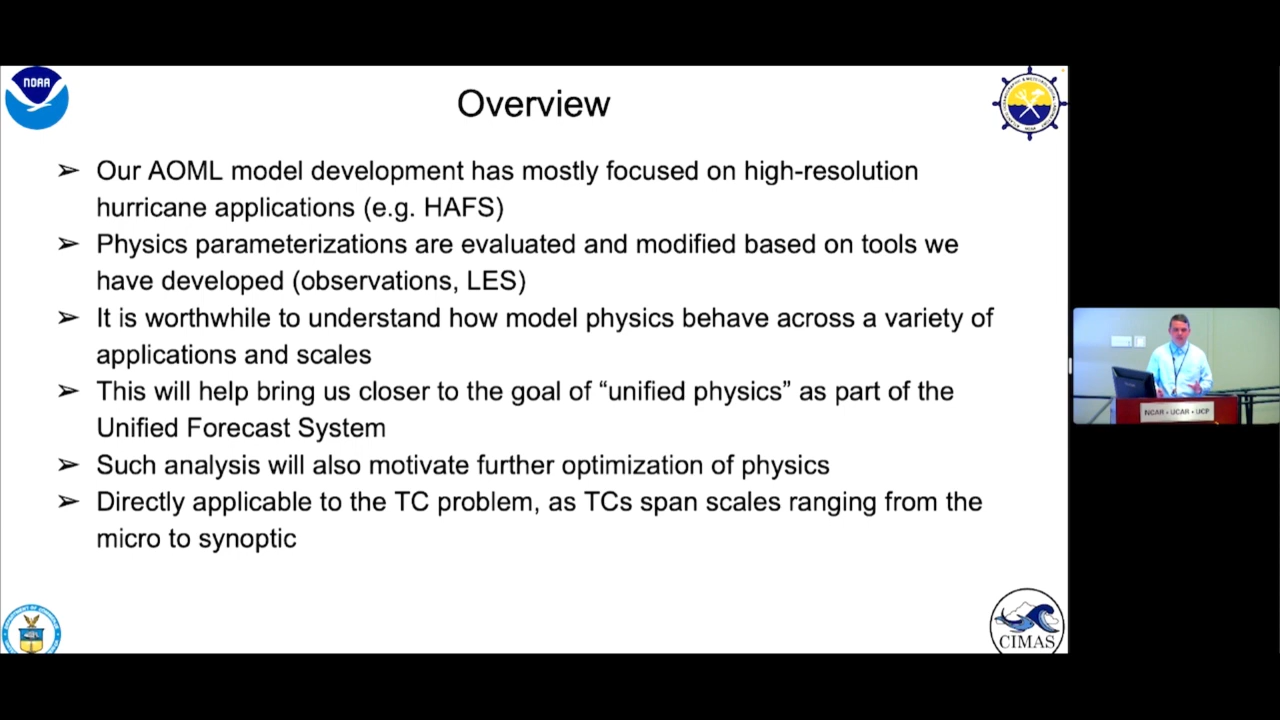 NOAA
Overview
➢ Our AOML model development has mostly focused on high-resolution
hurricane applications (e.g. HAFS)
➢ Physics parameterizations are evaluated and modified based on tools we
have developed (observations, LES)
➢ It is worthwhile to understand how model physics behave across a variety of
applications and scales
➢ This will help bring us closer to the goal of “unified physics” as part of the
Unified Forecast System
➢ Such analysis will also motivate further optimization of physics
➢ Directly applicable to the TC problem, as TCs span scales ranging from the
micro to synoptic
NCAR • UCAR • UCP
CIMAS